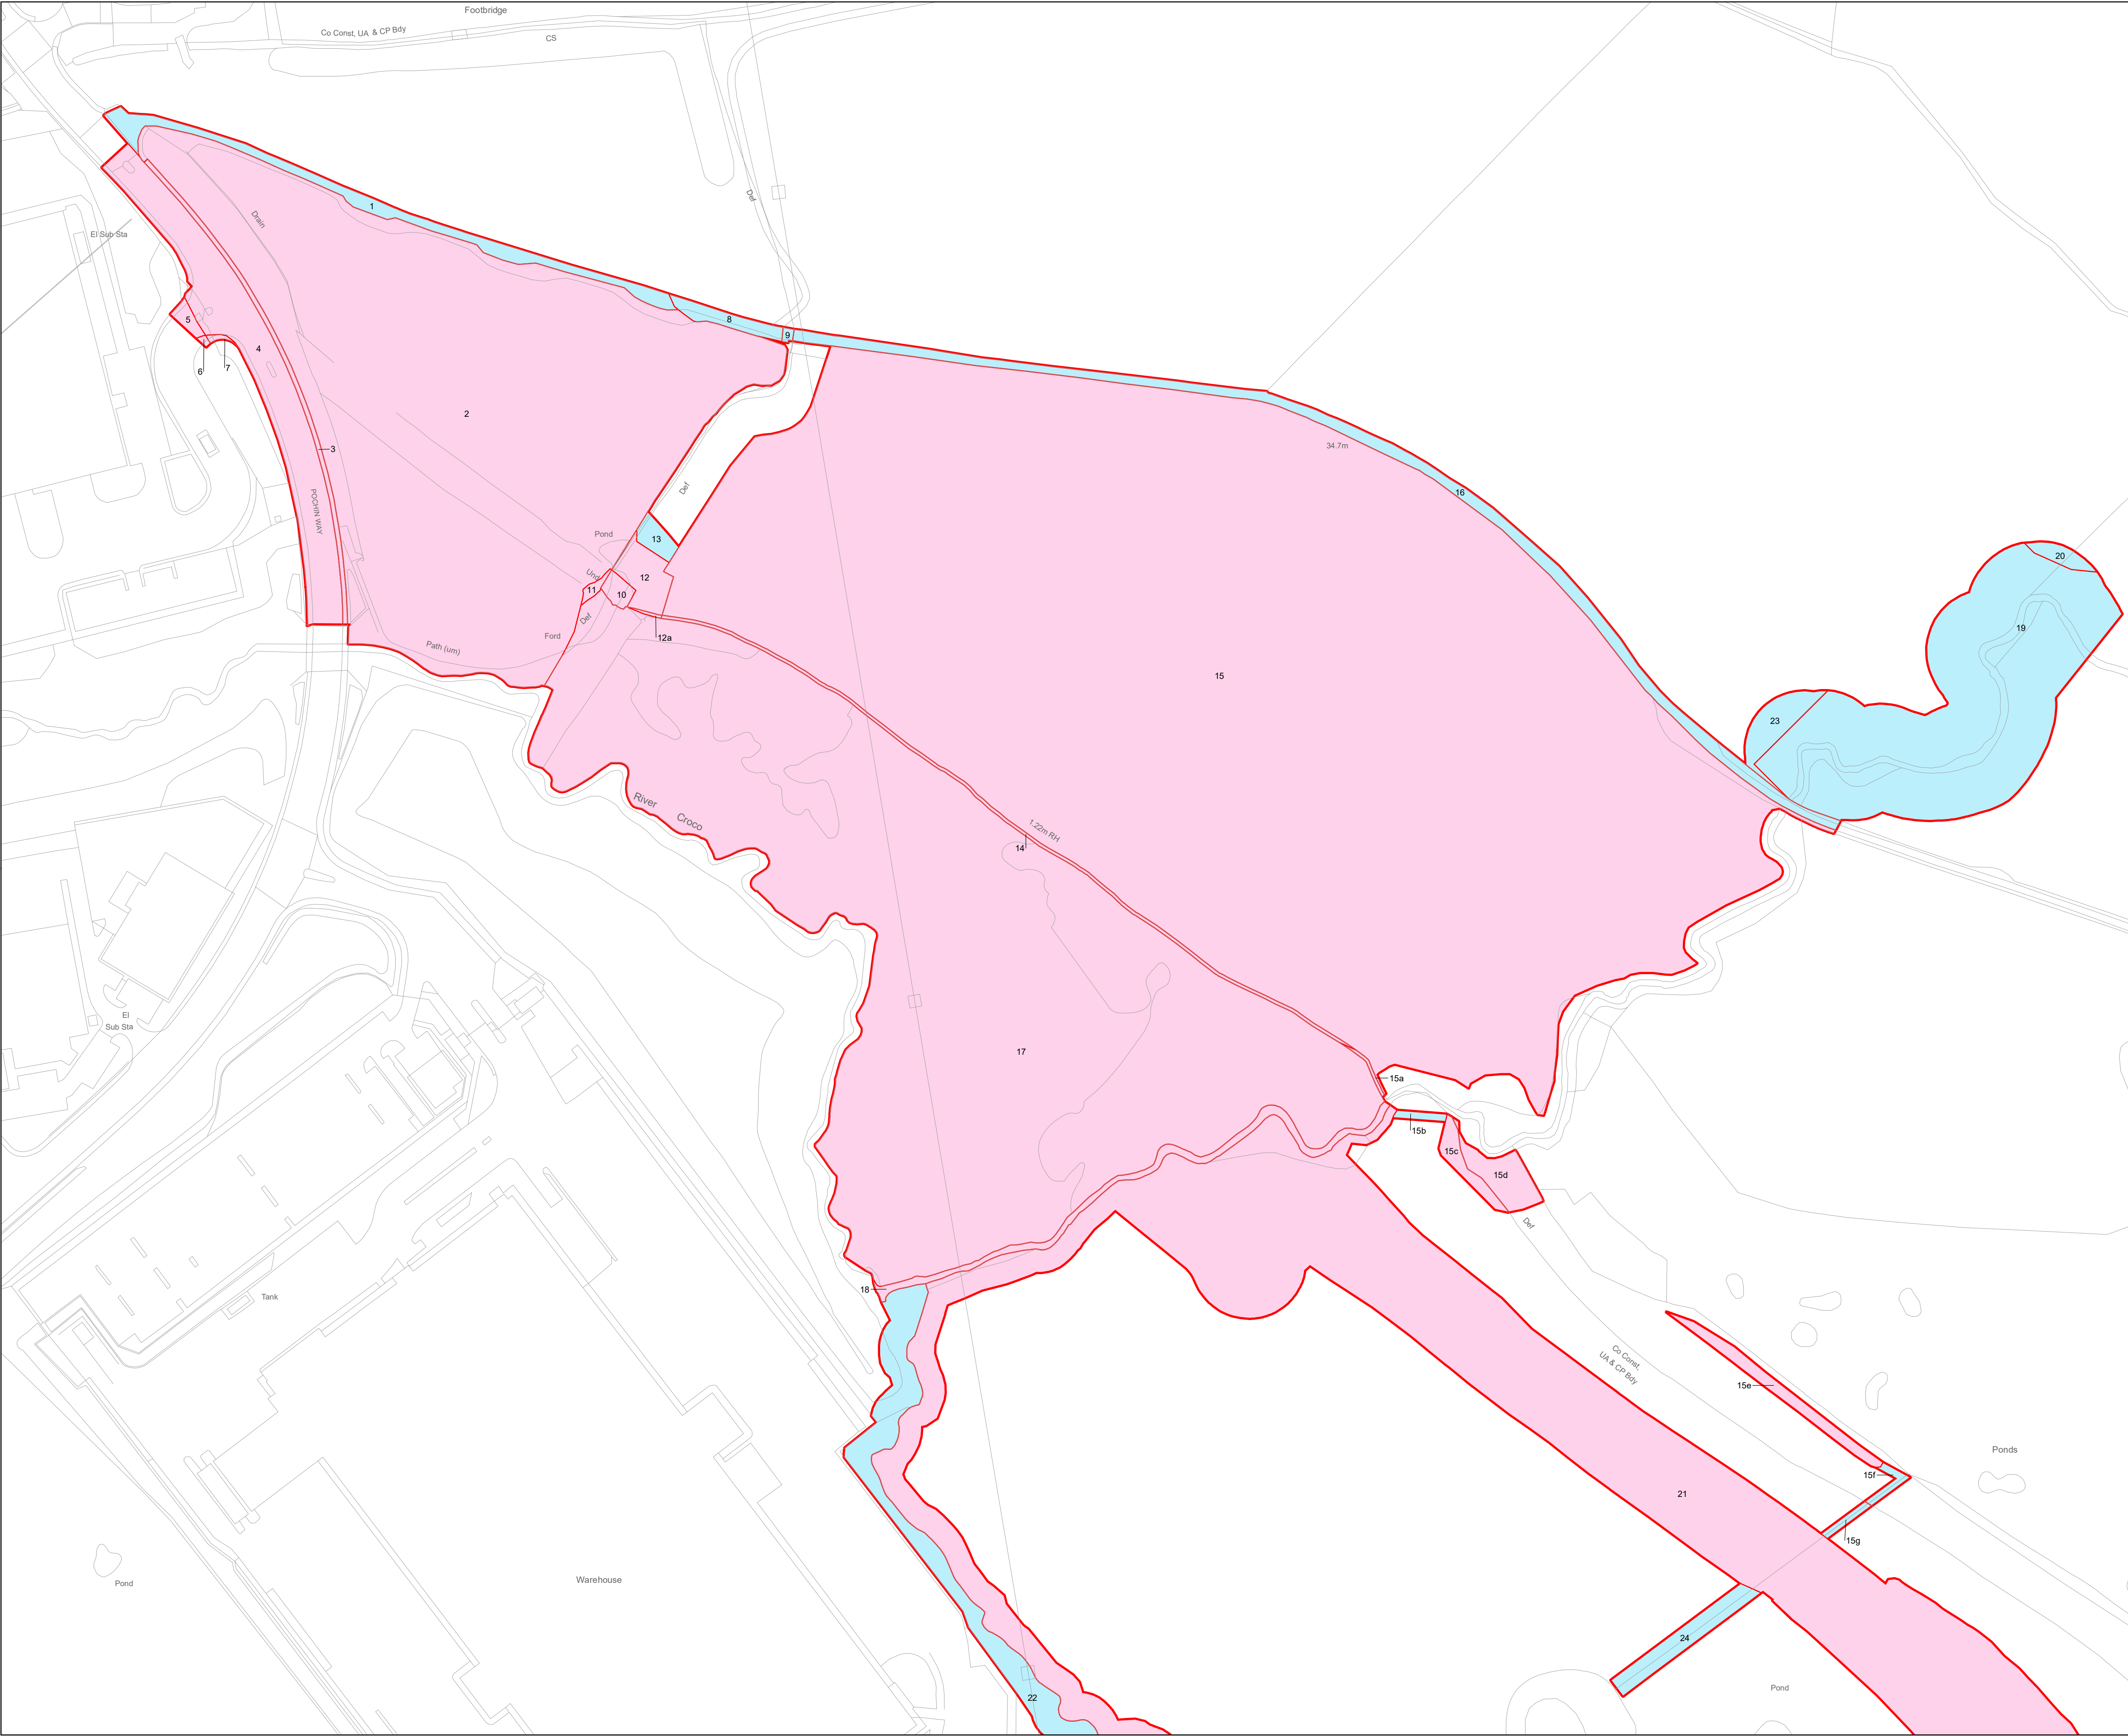 Footbridge
Co Const, UA & CP Bdy
CS
Def
1
Drain
El Sub Sta
5
6
7
4
8
9
2
3
34.7m
16
POCHIN WAY
Def
Pond
13
Und
12
11
10
Def
Ford
12a
Path (um)
15
20
19
23
River
Croco
1.22m RH
14
El
Sub Sta
17
15a
15b
15c
15d
Def
18
Tank
Co Const,
UA & CP Bdy
15e
Ponds
15f
21
15g
Pond
Warehouse
24
22
Pond